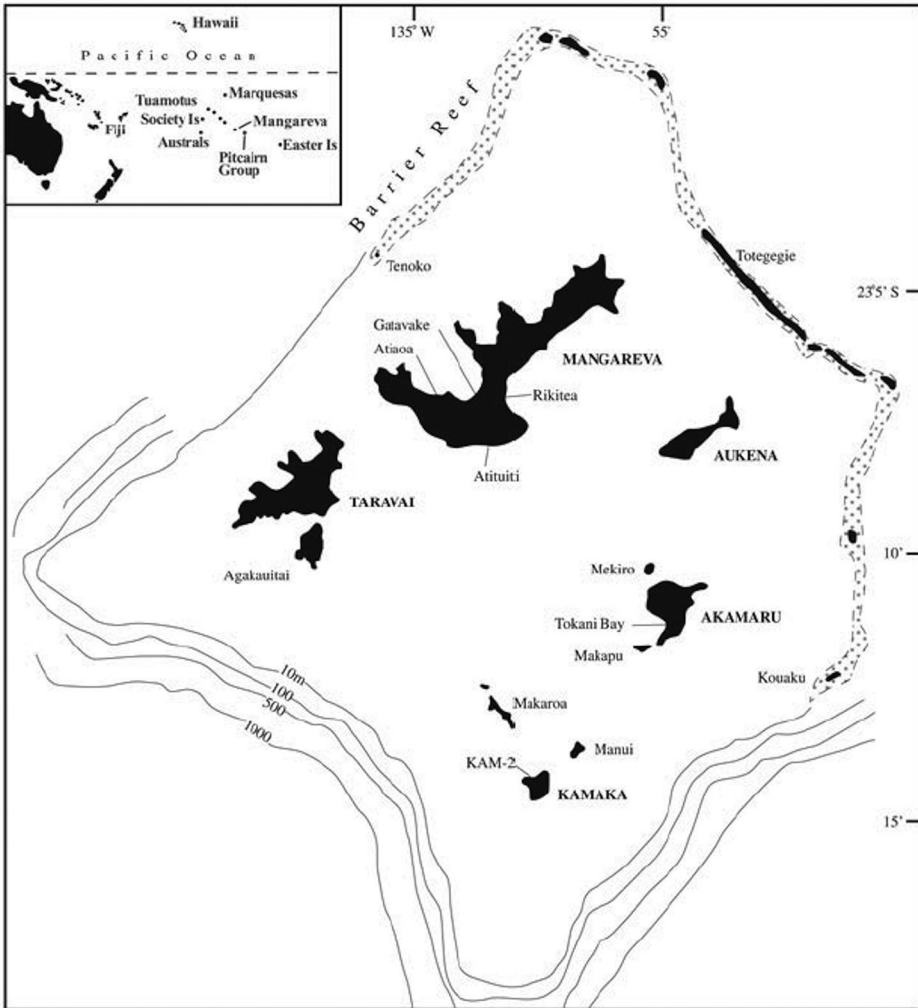 Hawaii
Pacific Ocean
Marquesas
Tuamotus
Society Is
Mangareva
Fiji
Australs
Easter Is
Pitcairn
Group
135° W
55'
Barrier Reef
Tenoko
Totegegie
23°5' S
Gatavake
Atiaoa
MANGAREVA
Rikitea
AUKENA
Atituiti
TARAVAI
10'
Agakauitai
Mekiro
AKAMARU
Tokani Bay
Makapu
Kouaku
10m
100
500
1000
Makaroa
Manui
KAM-2
KAMAKA
15'